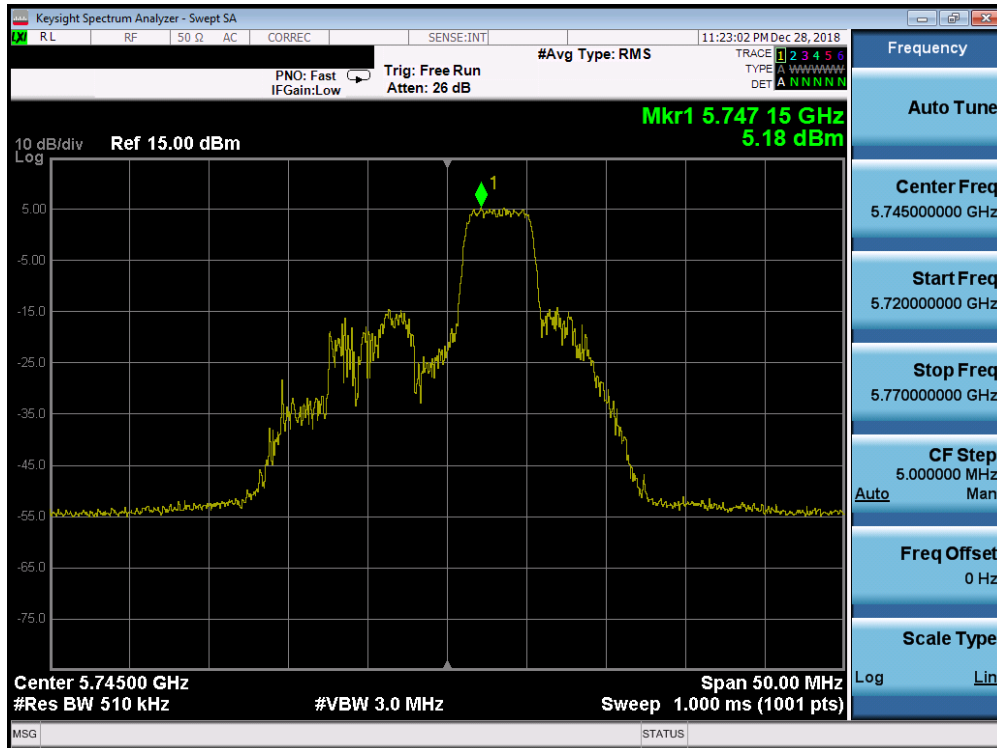 Keysight Spectrum Analyzer - Swept SA
LXI RL RF 50 Ω AC CORREC SENSE:INT 11:23:02 PM Dec 28, 2018
PNO: Fast
IFGain:Low
Trig: Free Run
Atten: 26 dB
#Avg Type: RMS
TRACE 1 2 3 4 5 6
TYPE A WWWWWW
DET A N N N N N
Mkr1 5.747 15 GHz
5.18 dBm
10 dB/div Ref 15.00 dBm
Log
1
5.00
-5.00
-15.0
-25.0
-35.0
-45.0
-55.0
-65.0
-75.0
Center 5.74500 GHz Span 50.00 MHz
#Res BW 510 kHz #VBW 3.0 MHz Sweep 1.000 ms (1001 pts)
MSG STATUS
Frequency
Auto Tune
Center Freq
5.745000000 GHz
Start Freq
5.720000000 GHz
Stop Freq
5.770000000 GHz
CF Step
5.000000 MHz
Auto Man
Freq Offset
0 Hz
Scale Type
Log Lin